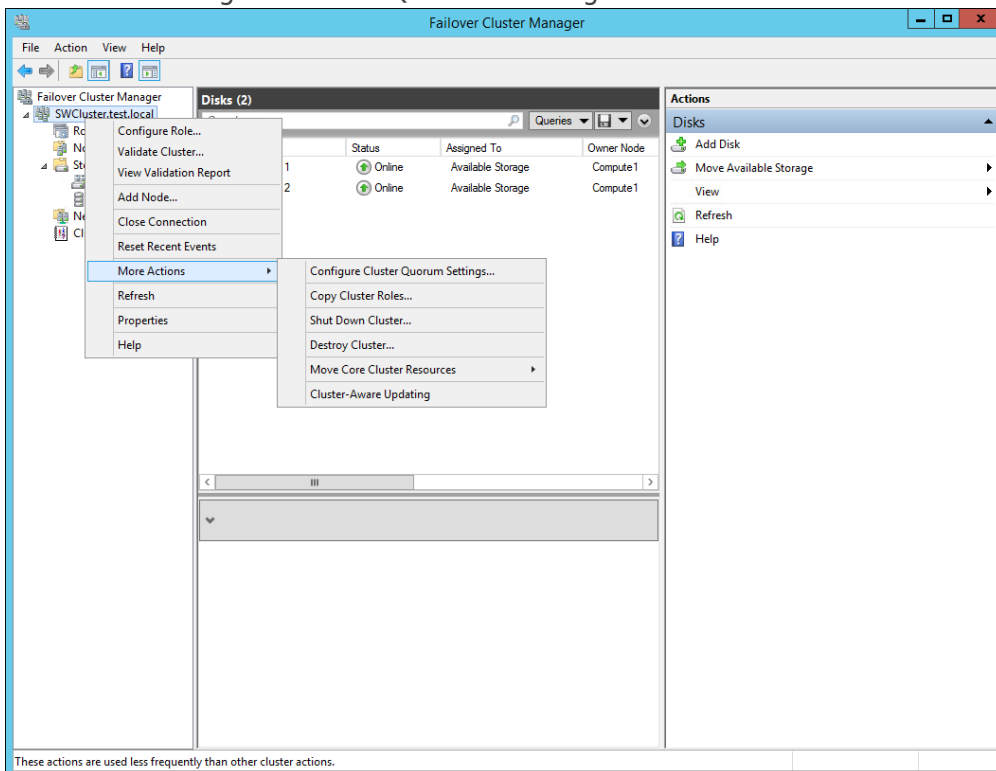 Failover Cluster Manager
File Action View Help
Failover Cluster Manager
SWCluster.test.local
Disks (2)
Queries
Status Assigned To Owner Node
1 Online Available Storage Compute1
2 Online Available Storage Compute1
Configure Role...
Validate Cluster...
View Validation Report
Add Node...
Close Connection
Reset Recent Events
More Actions
Refresh
Properties
Help
Configure Cluster Quorum Settings...
Copy Cluster Roles...
Shut Down Cluster...
Destroy Cluster...
Move Core Cluster Resources
Cluster-Aware Updating
Actions
Disks
Add Disk
Move Available Storage
View
Refresh
Help
These actions are used less frequently than other cluster actions.